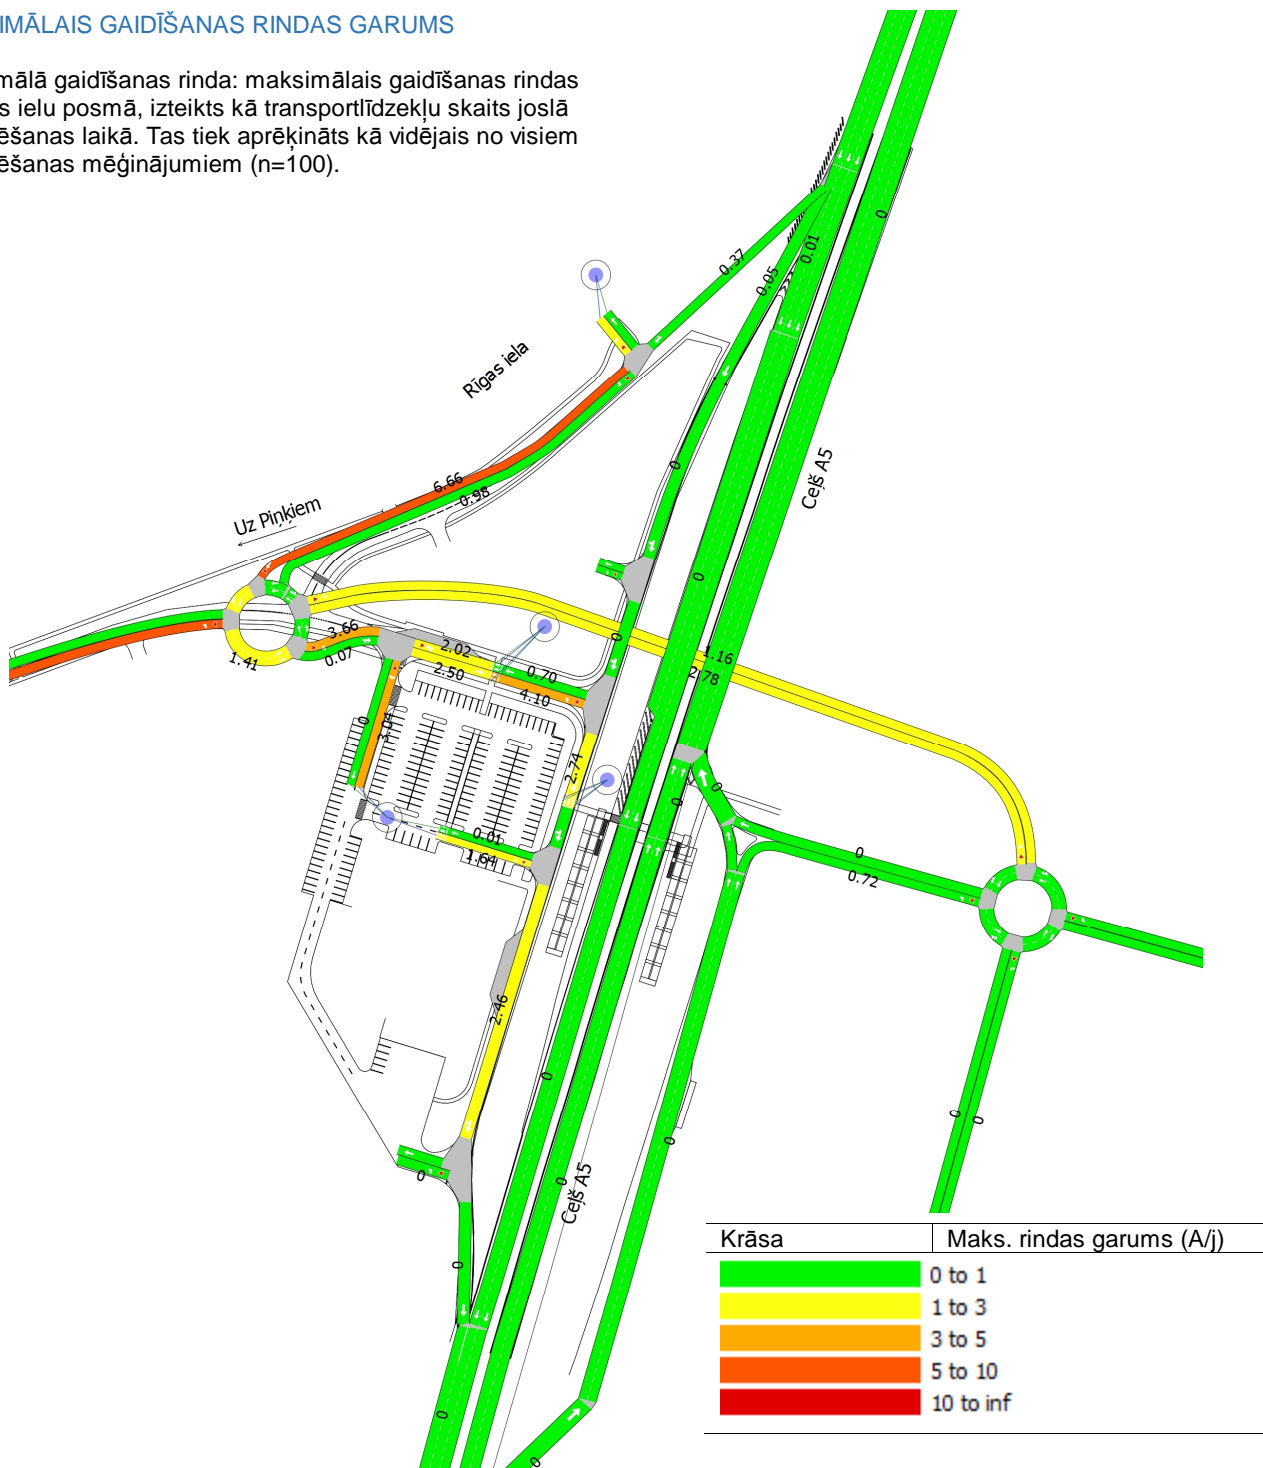 IMĀLAIS GAIDĪŠANAS RINDAS GARUMS
mālā gaidīšanas rinda: maksimālais gaidīšanas rindas
s ielu posmā, izteikts kā transportlīdzekļu skaits joslā
ēšanas laikā. Tas tiek aprēķināts kā vidējais no visiem
ēšanas mēģinājumiem (n=100).
0
0.01
0.37
0.05
Rīgas iela
Ceļš A5
0
6.66
0.98
Uz Piņķiem
0
0
3.66
0.07
1.41
2.02
2.50
0.70
4.10
1.16
2.78
0
3.04
2.74
0
0
0.01
1.64
0
0.72
2.46
0
0
0
0
0
0
Ceļš A5
0
0
0
0
Krāsa Maks. rindas garums (A/j)
0 to 1
1 to 3
3 to 5
5 to 10
10 to inf